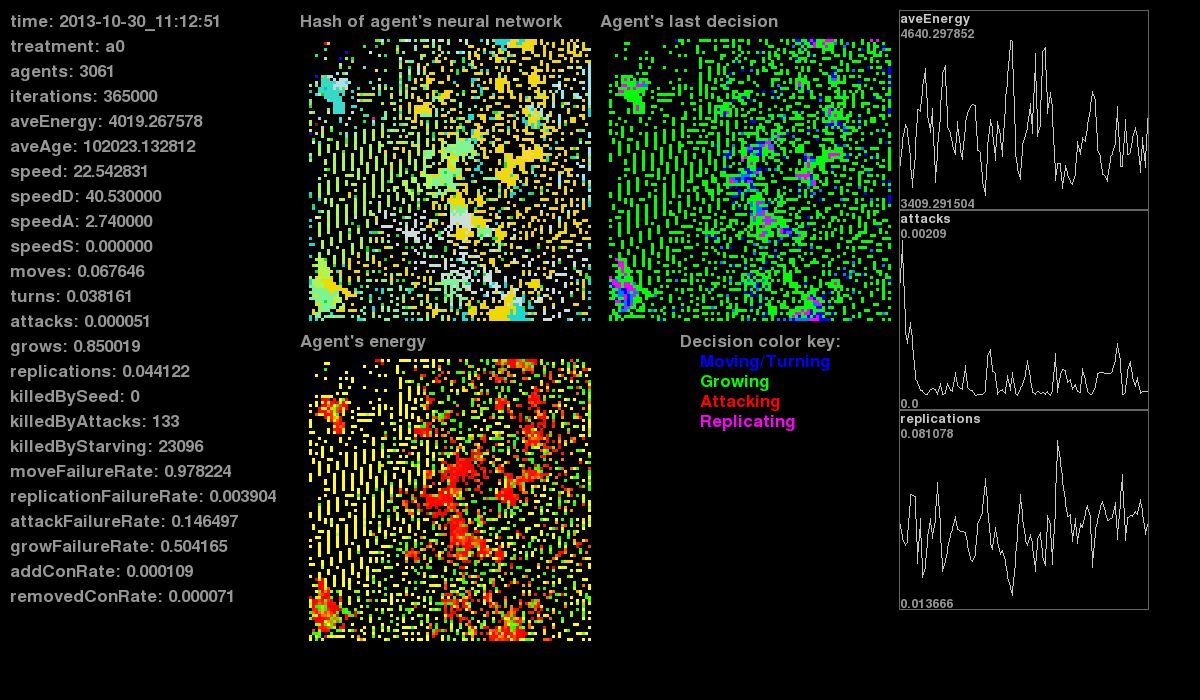 time: 2013-10-30_11:12:51
treatment: a0
agents: 3061
iterations: 365000
aveEnergy: 4019.267578
aveAge: 102023.132812
speed: 22.542831
speedD: 40.530000
speedA: 2.740000
speedS: 0.000000
moves: 0.067646
turns: 0.038161
attacks: 0.000051
grows: 0.850019
replications: 0.044122
killedBySeed: 0
killedByAttacks: 133
killedByStarving: 23096
moveFailureRate: 0.978224
replicationFailureRate: 0.003904
attackFailureRate: 0.146497
growFailureRate: 0.504165
addConRate: 0.000109
removedConRate: 0.000071
Hash of agent's neural network
Agent's last decision
Agent's energy
Decision color key:
Moving/Turning
Growing
Attacking
Replicating
aveEnergy
4640.297852
3409.291504
attacks
0.00209
0.0
replications
0.081078
0.013666